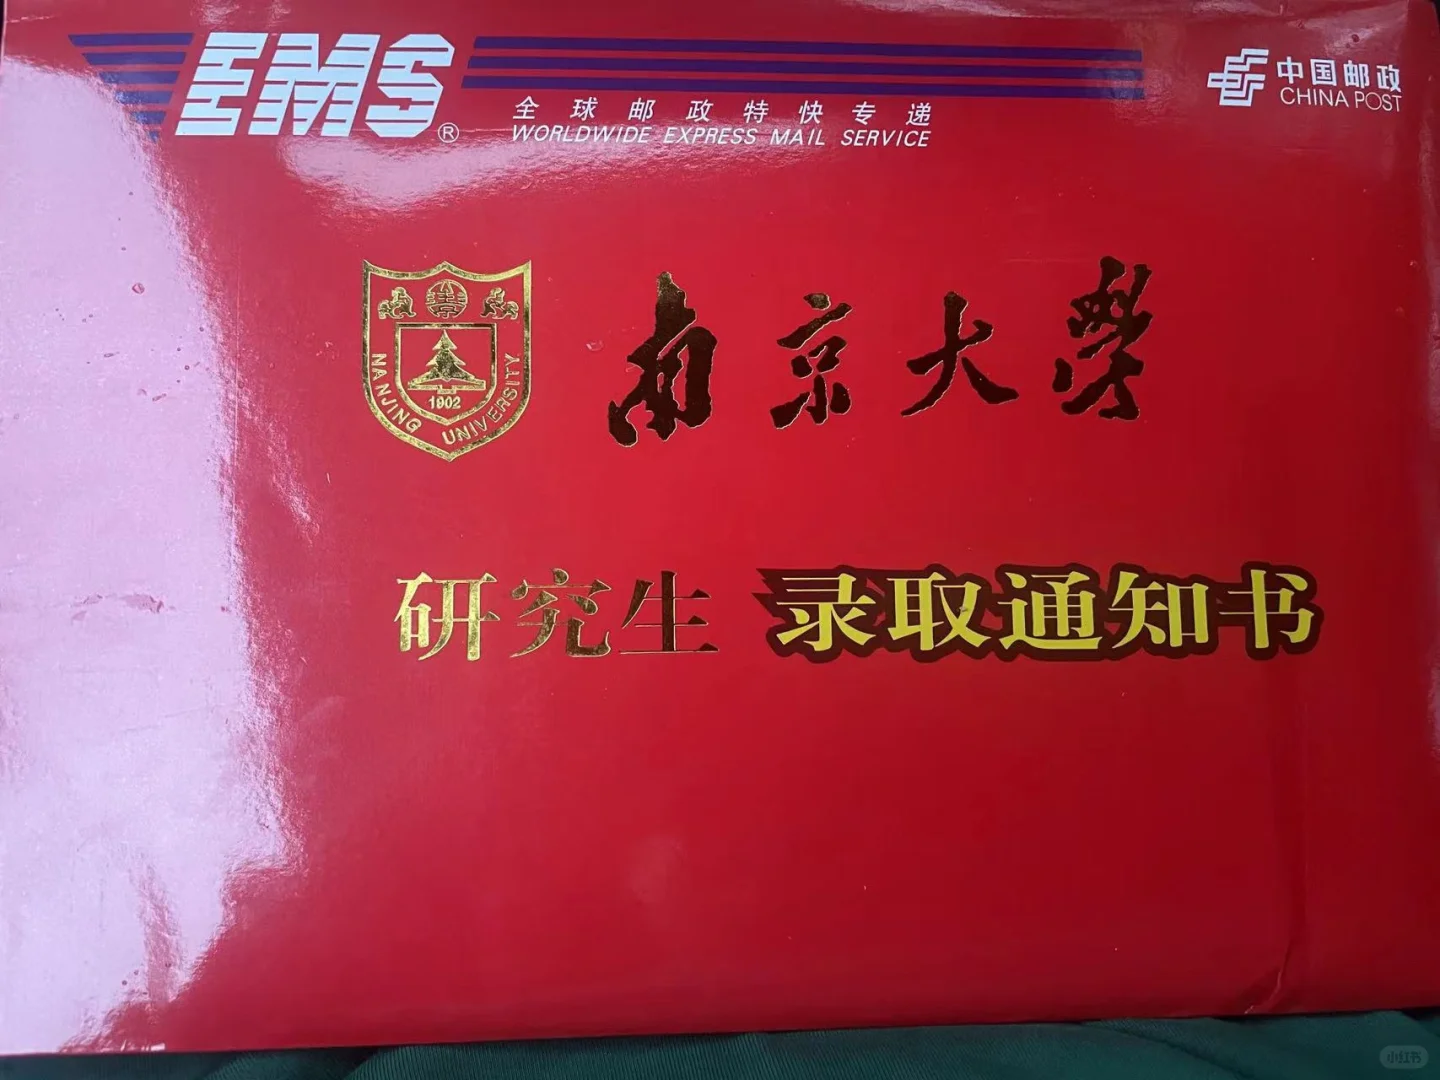 EMS®
全球邮政特快专递
WORLDWIDE EXPRESS MAIL SERVICE
中国邮政
CHINA POST
NANJING UNIVERSITY
1902
南京大學
研究生 录取通知书
小红书